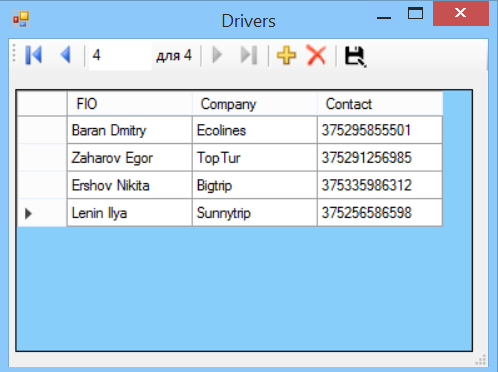 Drivers
4 для 4
FIO Company Contact
Baran Dmitry Ecolines 375295855501
Zaharov Egor TopTur 375291256985
Ershov Nikita Bigtrip 375335986312
Lenin Ilya Sunnytrip 375256586598